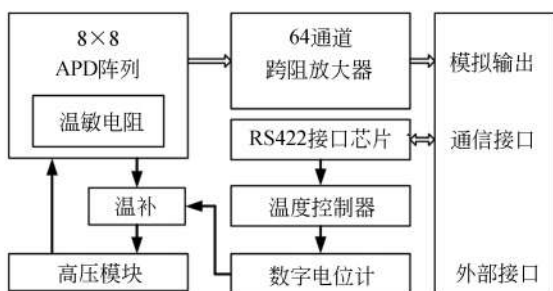 8×8
APD阵列
温敏电阻
64通道
跨阻放大器
模拟输出
RS422接口芯片
通信接口
温补
温度控制器
高压模块
数字电位计
外部接口